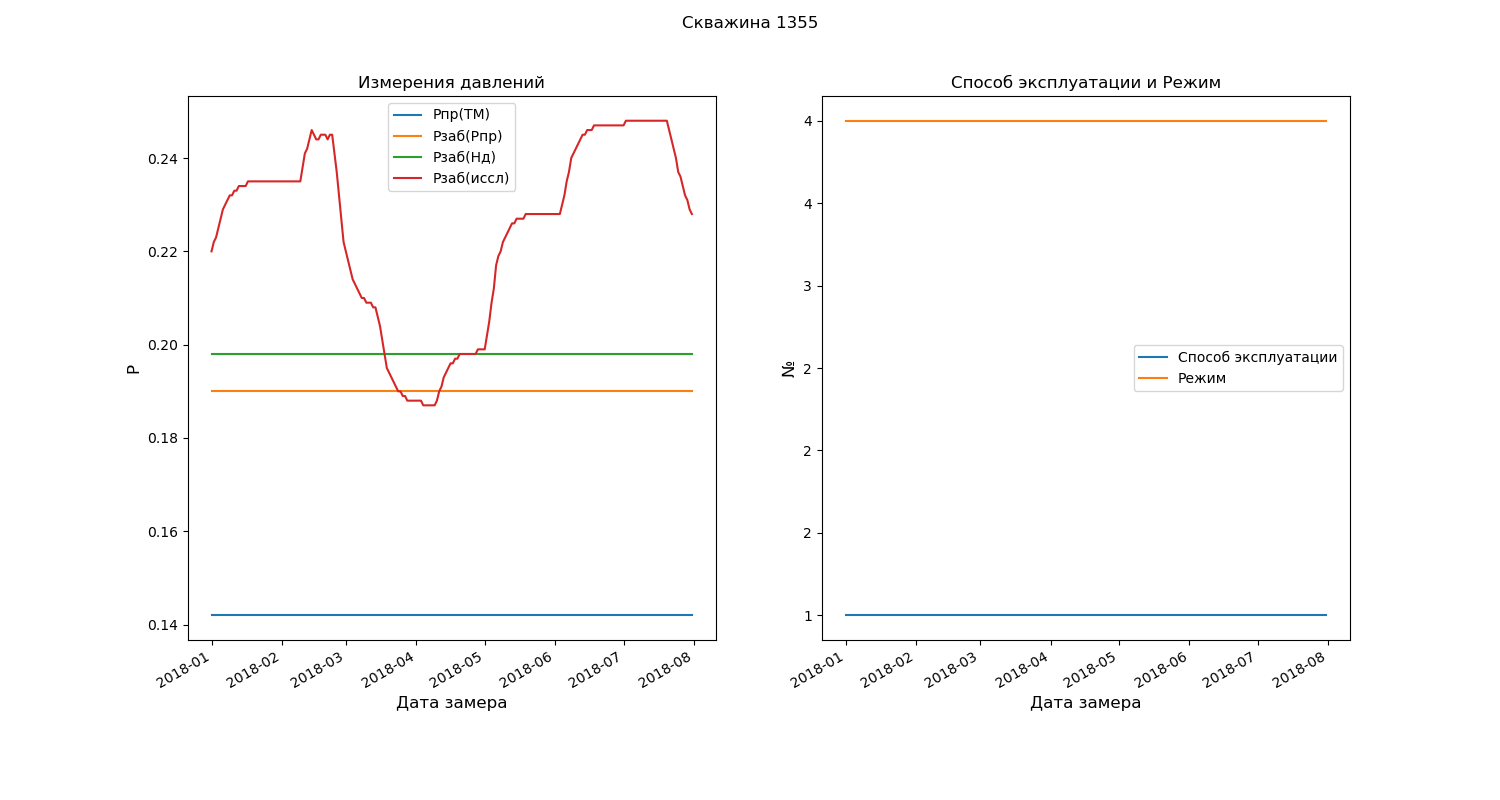 Скважина 1355
Измерения давлений
Рпр(ТМ)
Рзаб(Рпр)
Рзаб(Нд)
Рзаб(иссл)
0.24
0.22
0.20
0.18
0.16
0.14
P
2018-01
2018-02
2018-03
2018-04
2018-05
2018-06
2018-07
2018-08
Дата замера
Способ эксплуатации и Режим
4
4
3
2
2
2
1
№
Способ эксплуатации
Режим
2018-01
2018-02
2018-03
2018-04
2018-05
2018-06
2018-07
2018-08
Дата замера